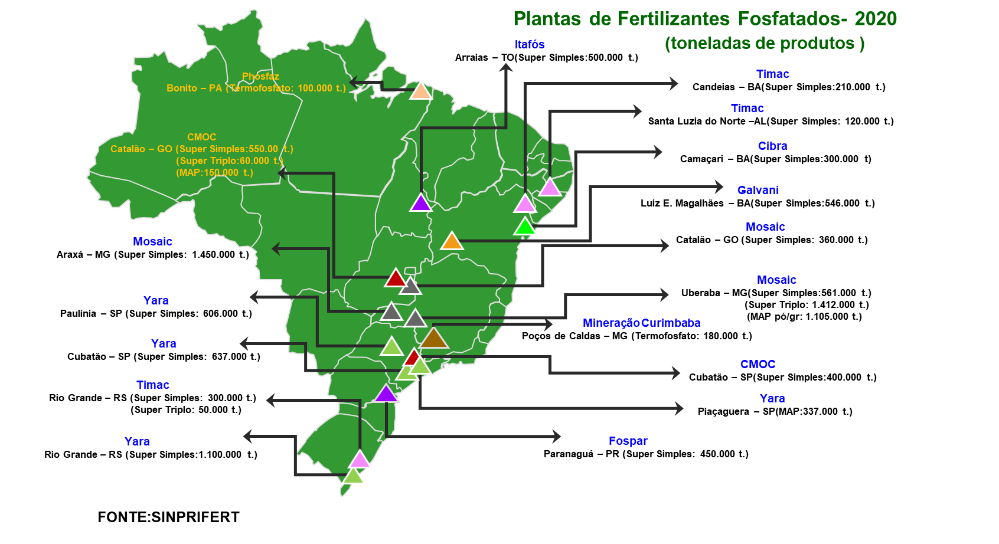 Plantas de Fertilizantes Fosfatados- 2020
(toneladas de produtos )
Itafós
Arraias – TO(Super Simples:500.000 t.)
Timac
Candeias – BA(Super Simples:210.000 t.)
Phosfaz
Bonito – PA (Termofosfato: 100.000 t.)
Timac
Santa Luzia do Norte –AL(Super Simples: 120.000 t.)
CMOC
Catalão – GO (Super Simples:550.00 t.)
(Super Triplo:60.000 t.)
(MAP:150.000 t.)
Cibra
Camaçari – BA(Super Simples:300.000 t)
Galvani
Luiz E. Magalhães – BA(Super Simples:546.000 t.)
Mosaic
Catalão – GO (Super Simples: 360.000 t.)
Mosaic
Araxá – MG (Super Simples: 1.450.000 t.)
Mosaic
Uberaba – MG(Super Simples:561.000 t.)
(Super Triplo: 1.412.000 t.)
(MAP pó/gr: 1.105.000 t.)
Yara
Paulínia – SP (Super Simples: 606.000 t.)
Mineração Curimbaba
Poços de Caldas – MG (Termofosfato: 180.000 t.)
Yara
Cubatão – SP (Super Simples: 637.000 t.)
CMOC
Cubatão – SP(Super Simples:400.000 t.)
Timac
Rio Grande – RS (Super Simples: 300.000 t.)
(Super Triplo: 50.000 t.)
Yara
Piaçaguera – SP(MAP:337.000 t.)
Yara
Rio Grande – RS (Super Simples:1.100.000 t.)
Fospar
Paranaguá – PR (Super Simples: 450.000 t.)
FONTE:SINPRIFERT